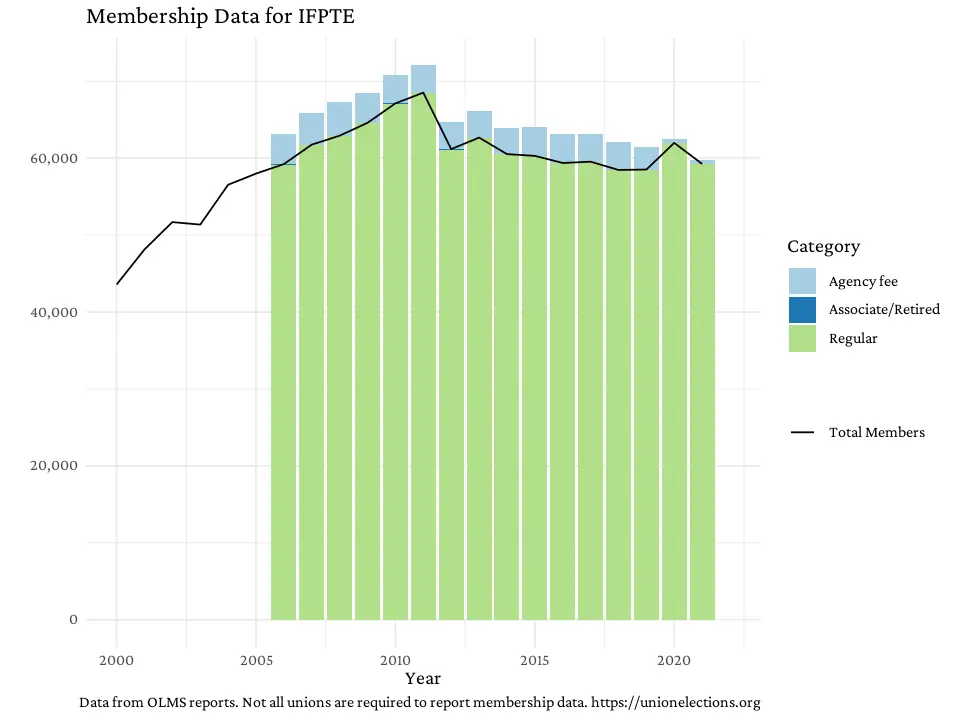 Membership Data for IFPTE
60,000
40,000
20,000
0
2000 2005 2010 2015 2020
Year
Category
Agency fee
Associate/Retired
Regular
Total Members
Data from OLMS reports. Not all unions are required to report membership data. https://unionelections.org